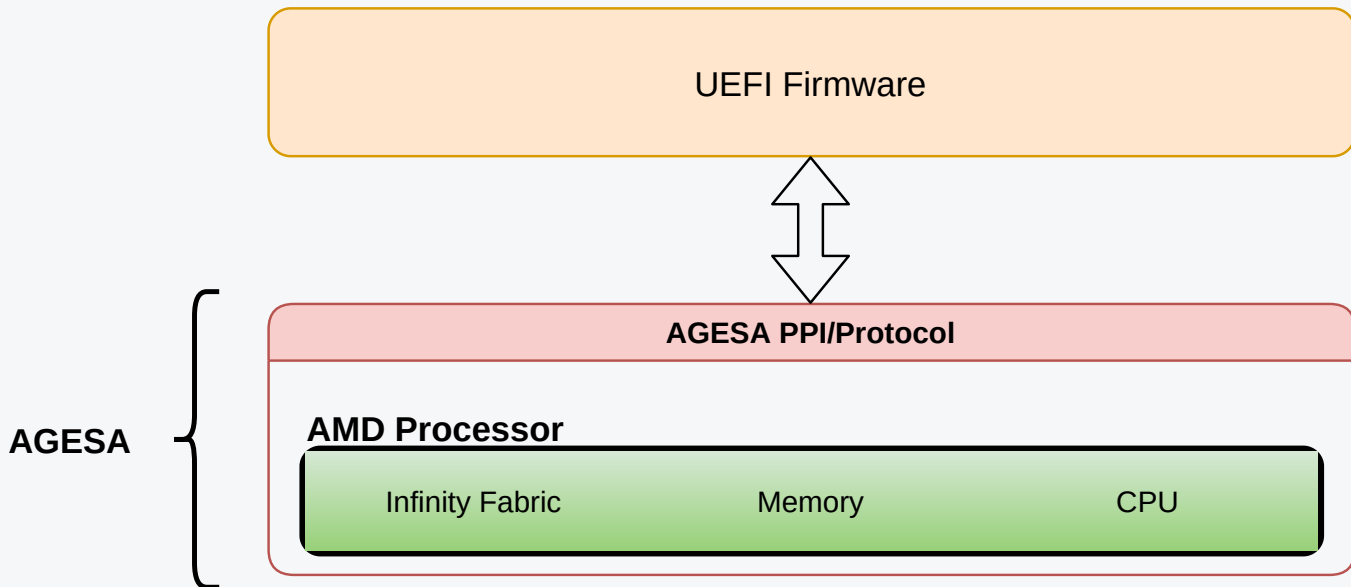 UEFI Firmware
AGESA PPI/Protocol
AGESA
AMD Processor
Infinity Fabric
Memory
CPU